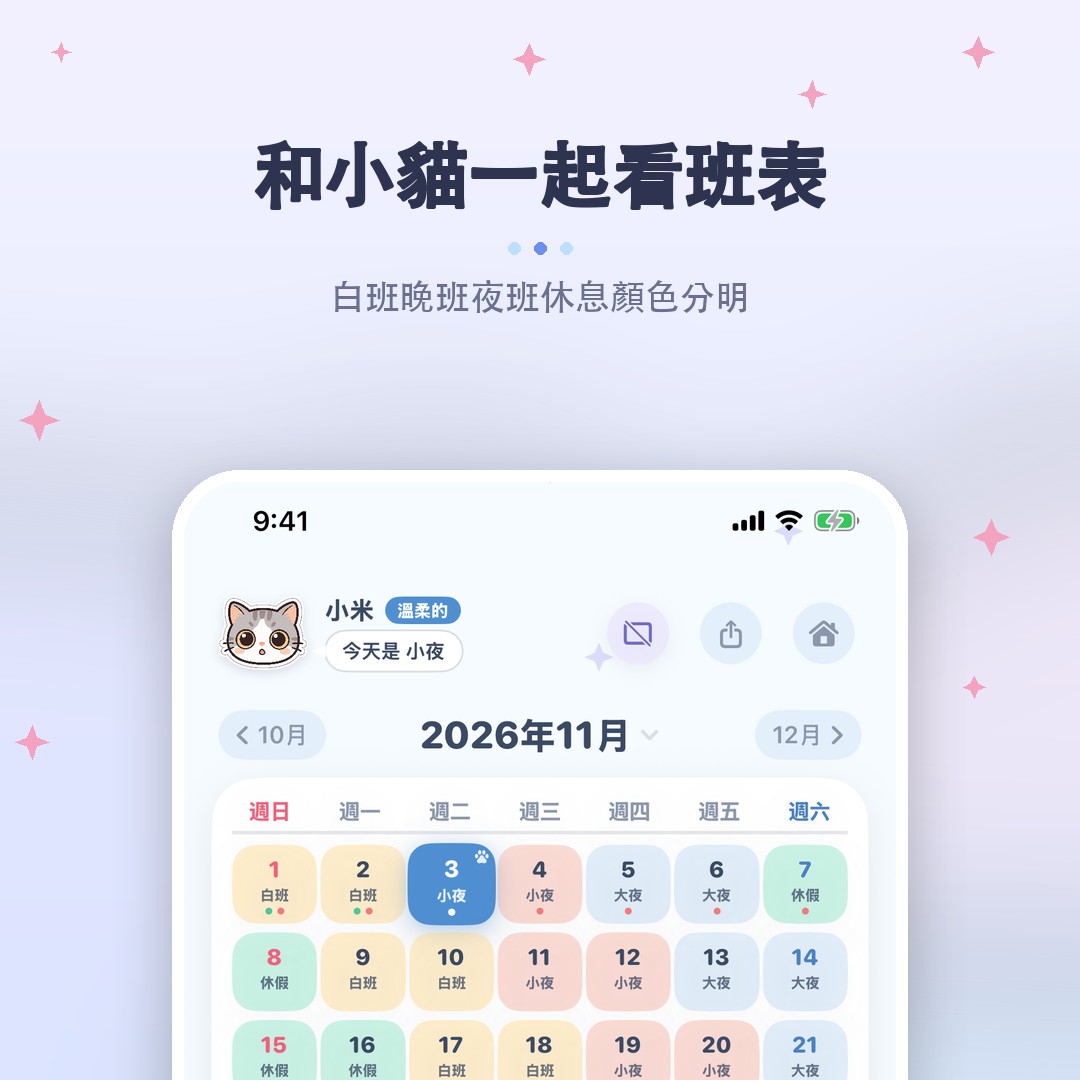 和小貓一起看班表
白班晚班夜班休息顏色分明
9:41
小米 溫柔的
今天是 小夜
10月 2026年11月 12月
週日 週一 週二 週三 週四 週五 週六
1 2 3 4 5 6 7
白班 白班 小夜 小夜 大夜 大夜 休假
8 9 10 11 12 13 14
休假 白班 白班 小夜 小夜 大夜 大夜
15 16 17 18 19 20 21
休假 休假 白班 白班 小夜 小夜 大夜